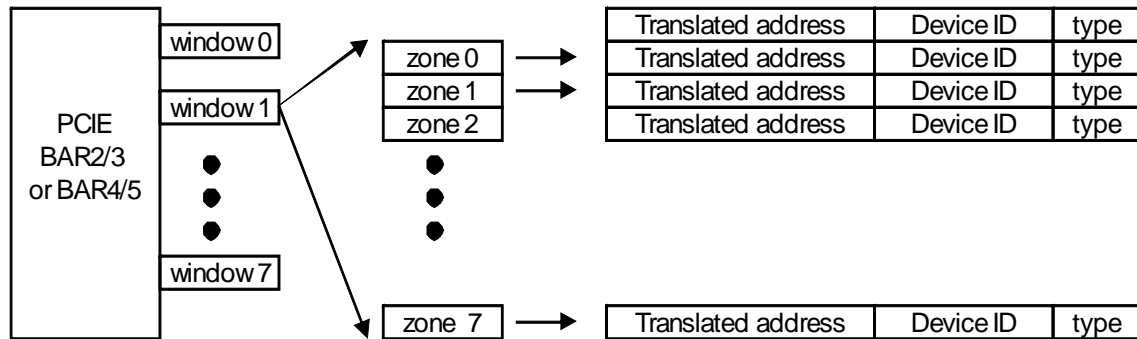 PCIE
BAR2/3
or BAR4/5
window 0
window 1
window 7
zone 0
zone 1
zone 2
zone 7
Translated address Device ID type
Translated address Device ID type
Translated address Device ID type
Translated address Device ID type
Translated address Device ID type